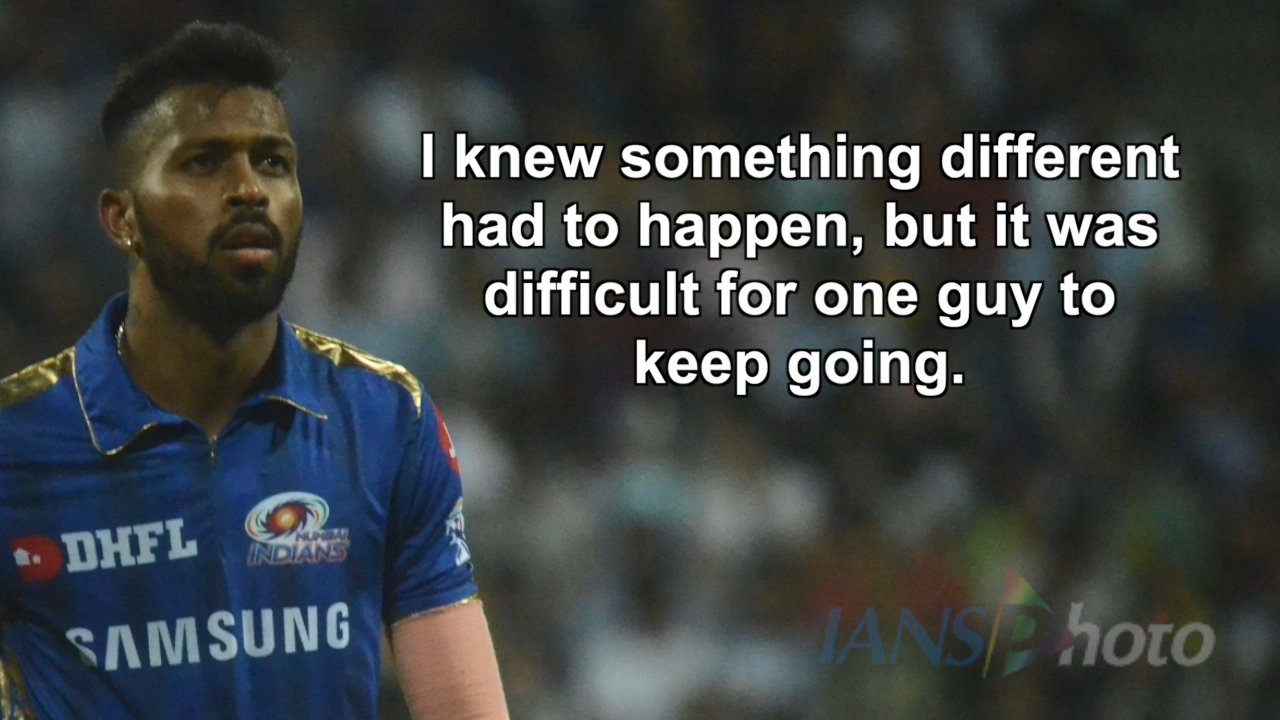 I knew something different
had to happen, but it was
difficult for one guy to
keep going.
DHFL
MUMBAI
INDIANS
SAMSUNG
IANS Photo